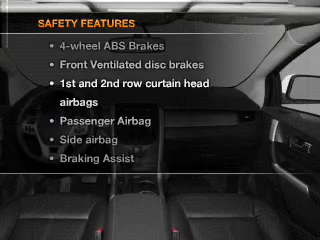 SAFETY FEATURES
• 4-wheel ABS Brakes
• Front Ventilated disc brakes
• 1st and 2nd row curtain head
airbags
• Passenger Airbag
• Side airbag
• Braking Assist